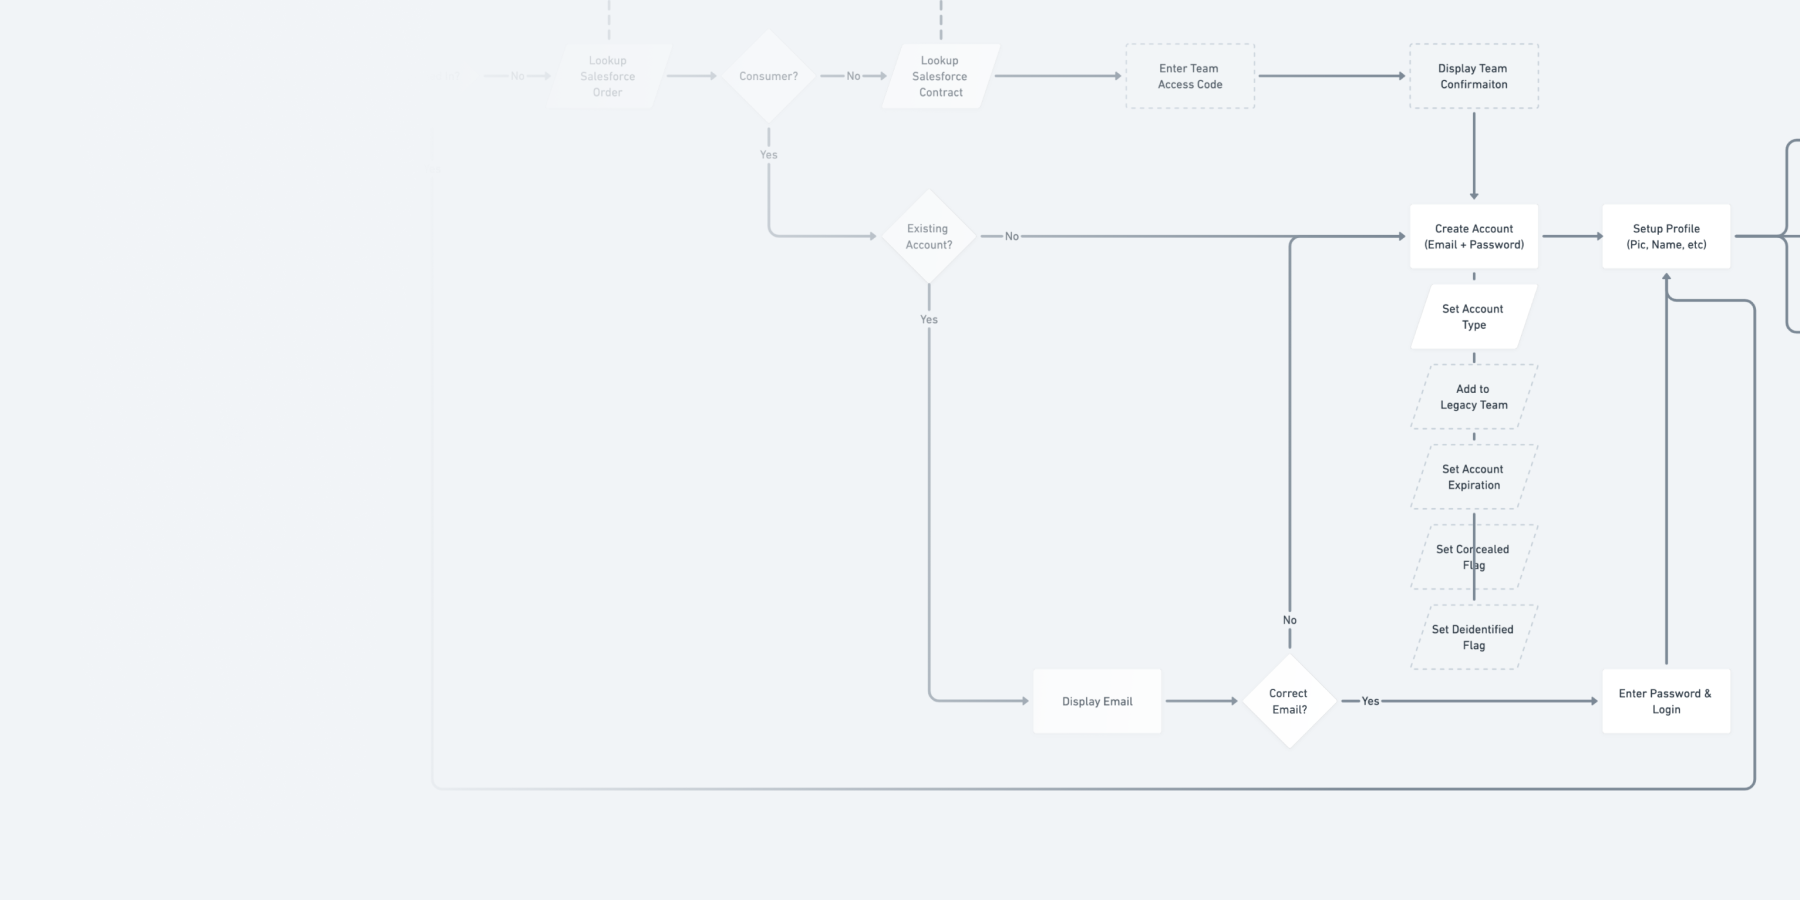 No
Lookup
Salesforce
Order
Consumer?
No
Lookup
Salesforce
Contract
Enter Team
Access Code
Display Team
Confirmaiton
Yes
Existing
Account?
No
Create Account
(Email + Password)
Setup Profile
(Pic, Name, etc)
Yes
Set Account
Type
Add to
Legacy Team
Set Account
Expiration
Set Concealed
Flag
No
Set Deidentified
Flag
Display Email
Correct
Email?
Yes
Enter Password &
Login